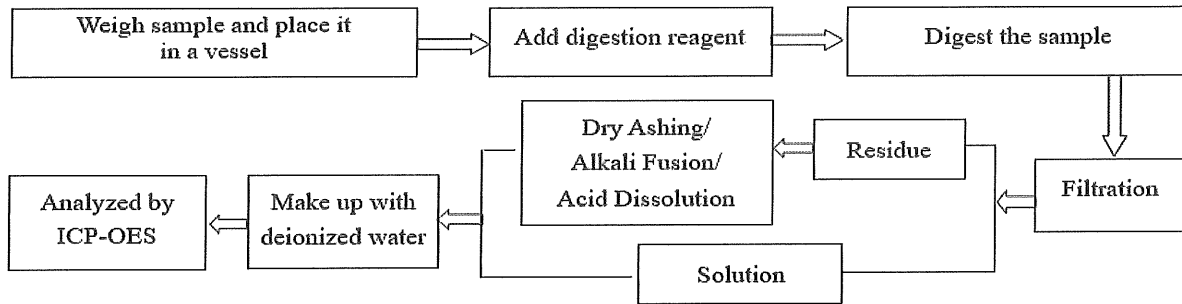 Weigh sample and place it
in a vessel
Add digestion reagent
Digest the sample
Filtration
Residue
Dry Ashing/
Alkali Fusion/
Acid Dissolution
Solution
Make up with
deionized water
Analyzed by
ICP-OES